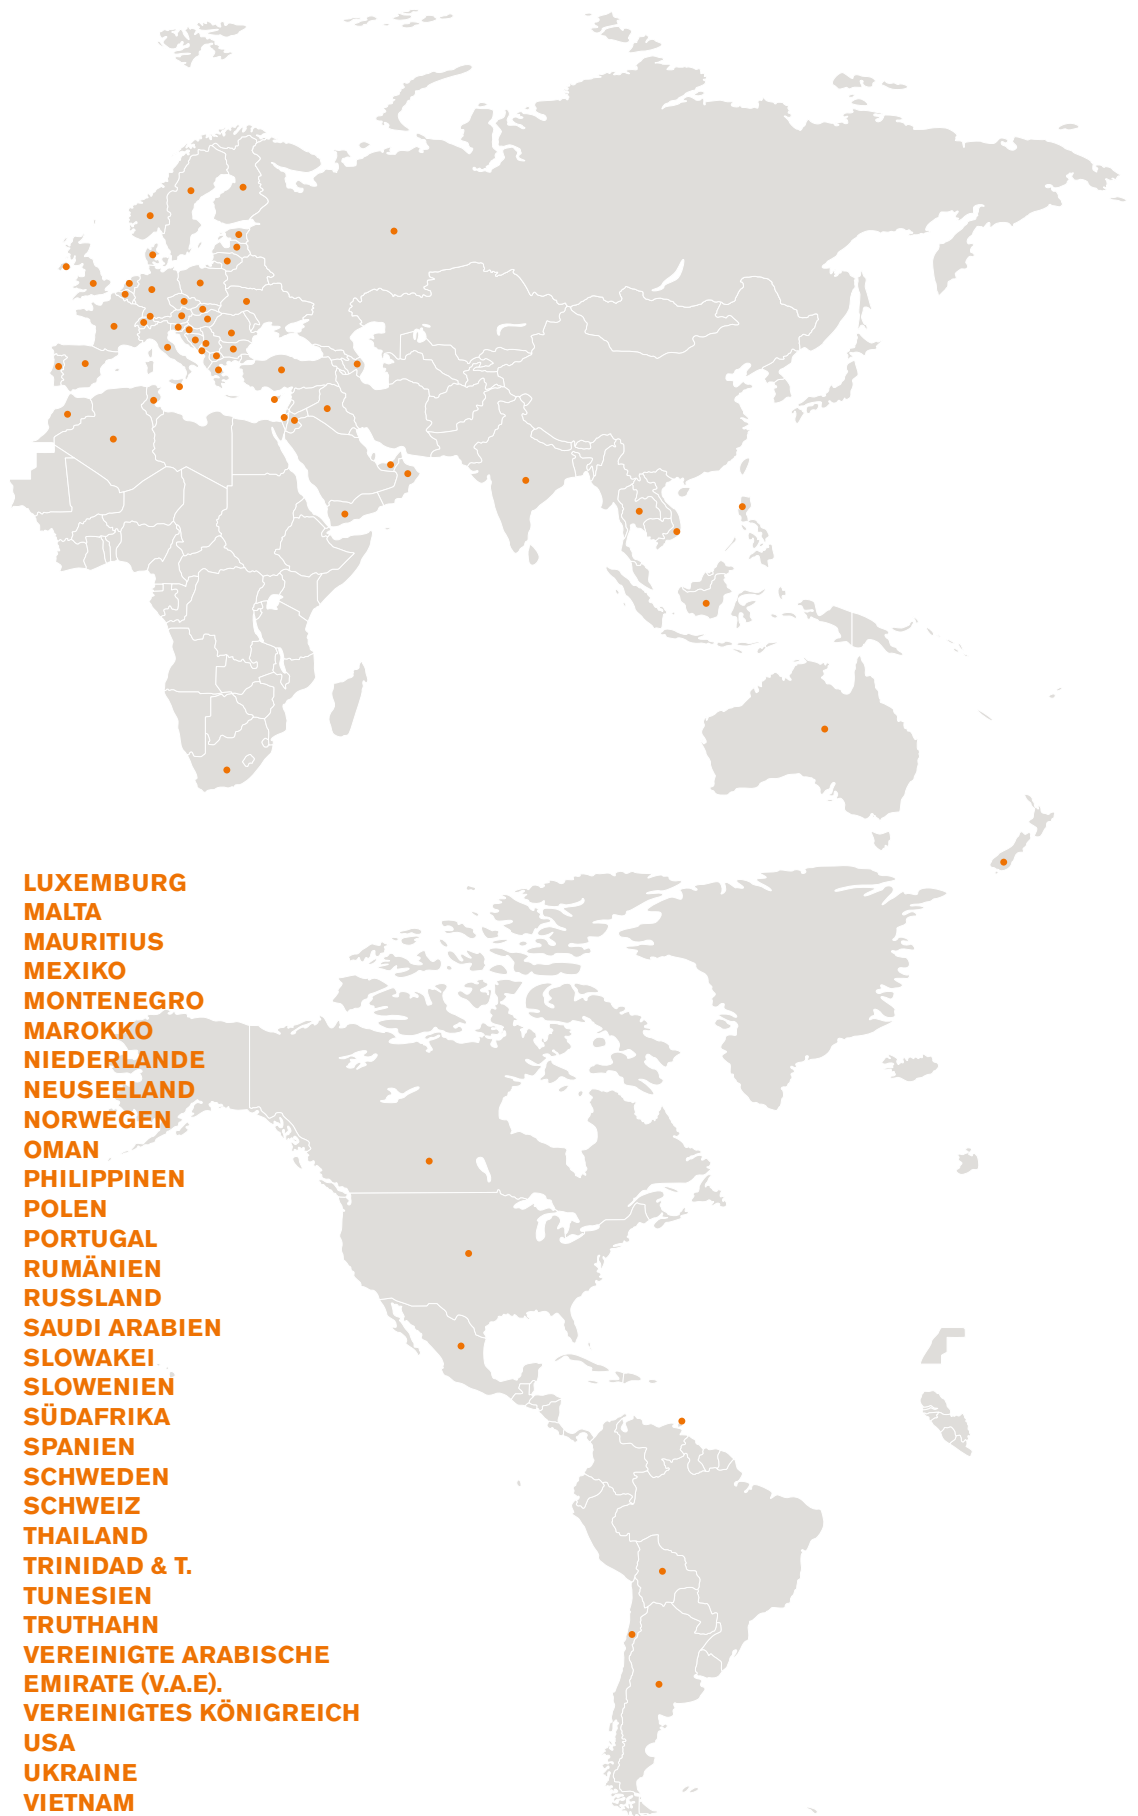 LUXEMBURG
MALTA
MAURITIUS
MEXIKO
MONTENEGRO
MAROKKO
NIEDERLANDE
NEUSEELAND
NORWEGEN
OMAN
PHILIPPINEN
POLEN
PORTUGAL
RUMÄNIEN
RUSSLAND
SAUDI ARABIEN
SLOWAKEI
SLOWENIEN
SÜDAFRIKA
SPANIEN
SCHWEDEN
SCHWEIZ
THAILAND
TRINIDAD & T.
TUNESIEN
TRUTHAHN
VEREINIGTE ARABISCHE
EMIRATE (V.A.E).
VEREINIGTES KÖNIGREICH
USA
UKRAINE
VIETNAM